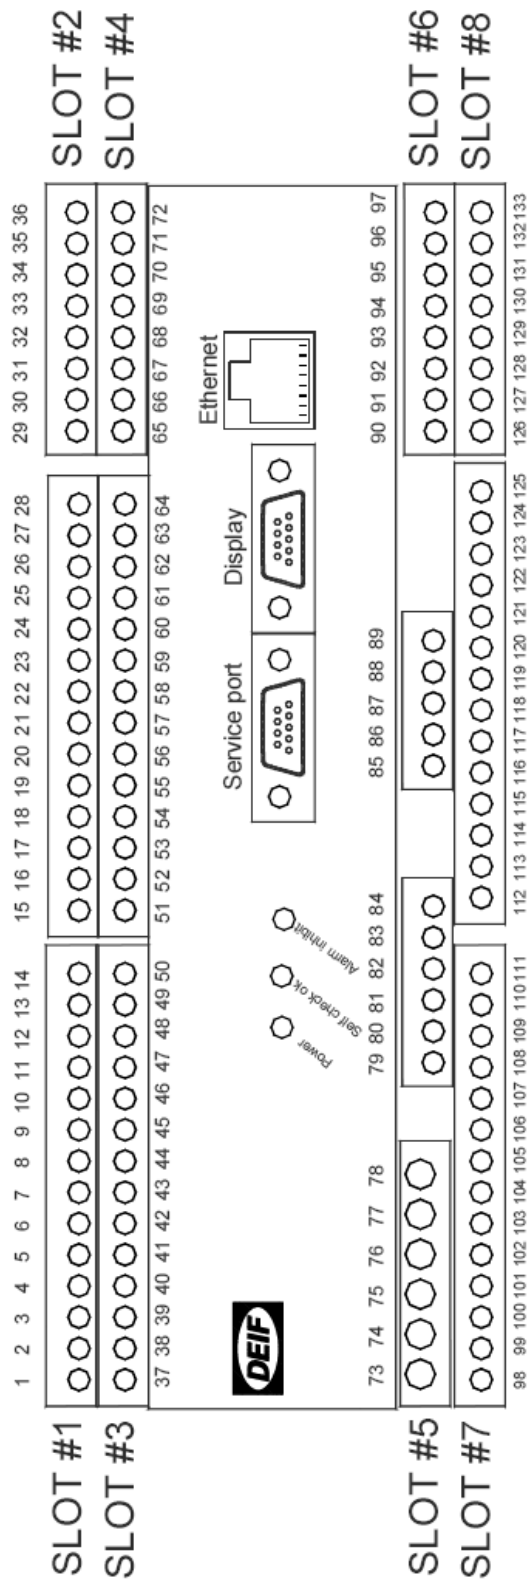 SLOT #1 SLOT #2
1 2 3 4 5 6 7 8 9 10 11 12 13 14 15 16 17 18 19 20 21 22 23 24 25 26 27 28 29 30 31 32 33 34 35 36
SLOT #3 SLOT #4
37 38 39 40 41 42 43 44 45 46 47 48 49 50 51 52 53 54 55 56 57 58 59 60 61 62 63 64 65 66 67 68 69 70 71 72
DEIF
Power
Self check ok
Alarm inhibit
Service port
Display
Ethernet
73 74 75 76 77 78 79 80 81 82 83 84 85 86 87 88 89 90 91 92 93 94 95 96 97
SLOT #5 SLOT #6
SLOT #7 SLOT #8
98 99 100 101 102 103 104 105 106 107 108 109 110 111 112 113 114 115 116 117 118 119 120 121 122 123 124 125 126 127 128 129 130 131 132 133